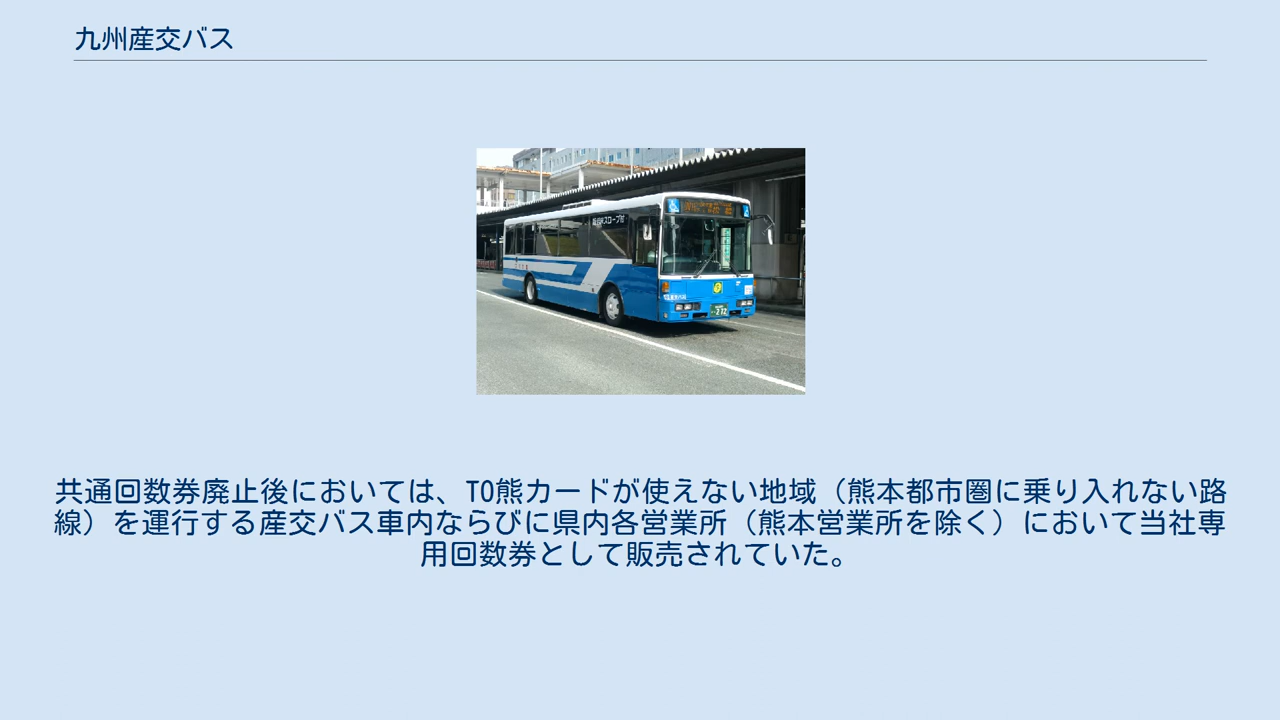 九州産交バス
共通回数券廃止後においては、TO熊カードが使えない地域（熊本都市圏に乗り入れない路
線）を運行する産交バス車内ならびに県内各営業所（熊本営業所を除く）において当社専
用回数券として販売されていた。